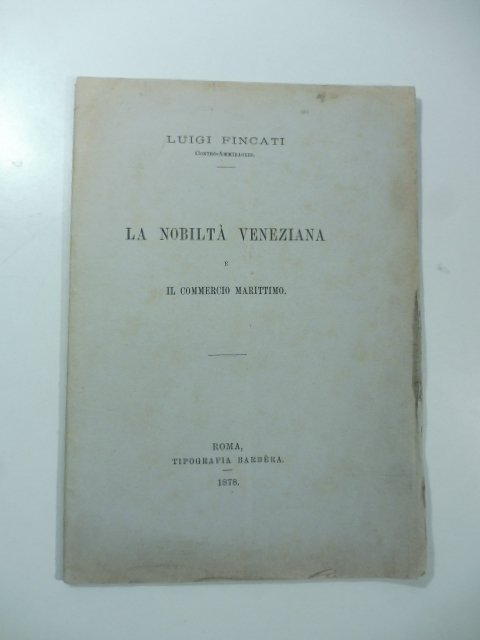 LUIGI FINCATI
CONTRO-AMMIRAGLIO.
LA NOBILTÀ VENEZIANA
E
IL COMMERCIO MARITTIMO.
ROMA,
TIPOGRAFIA BARBÈRA.
1878.